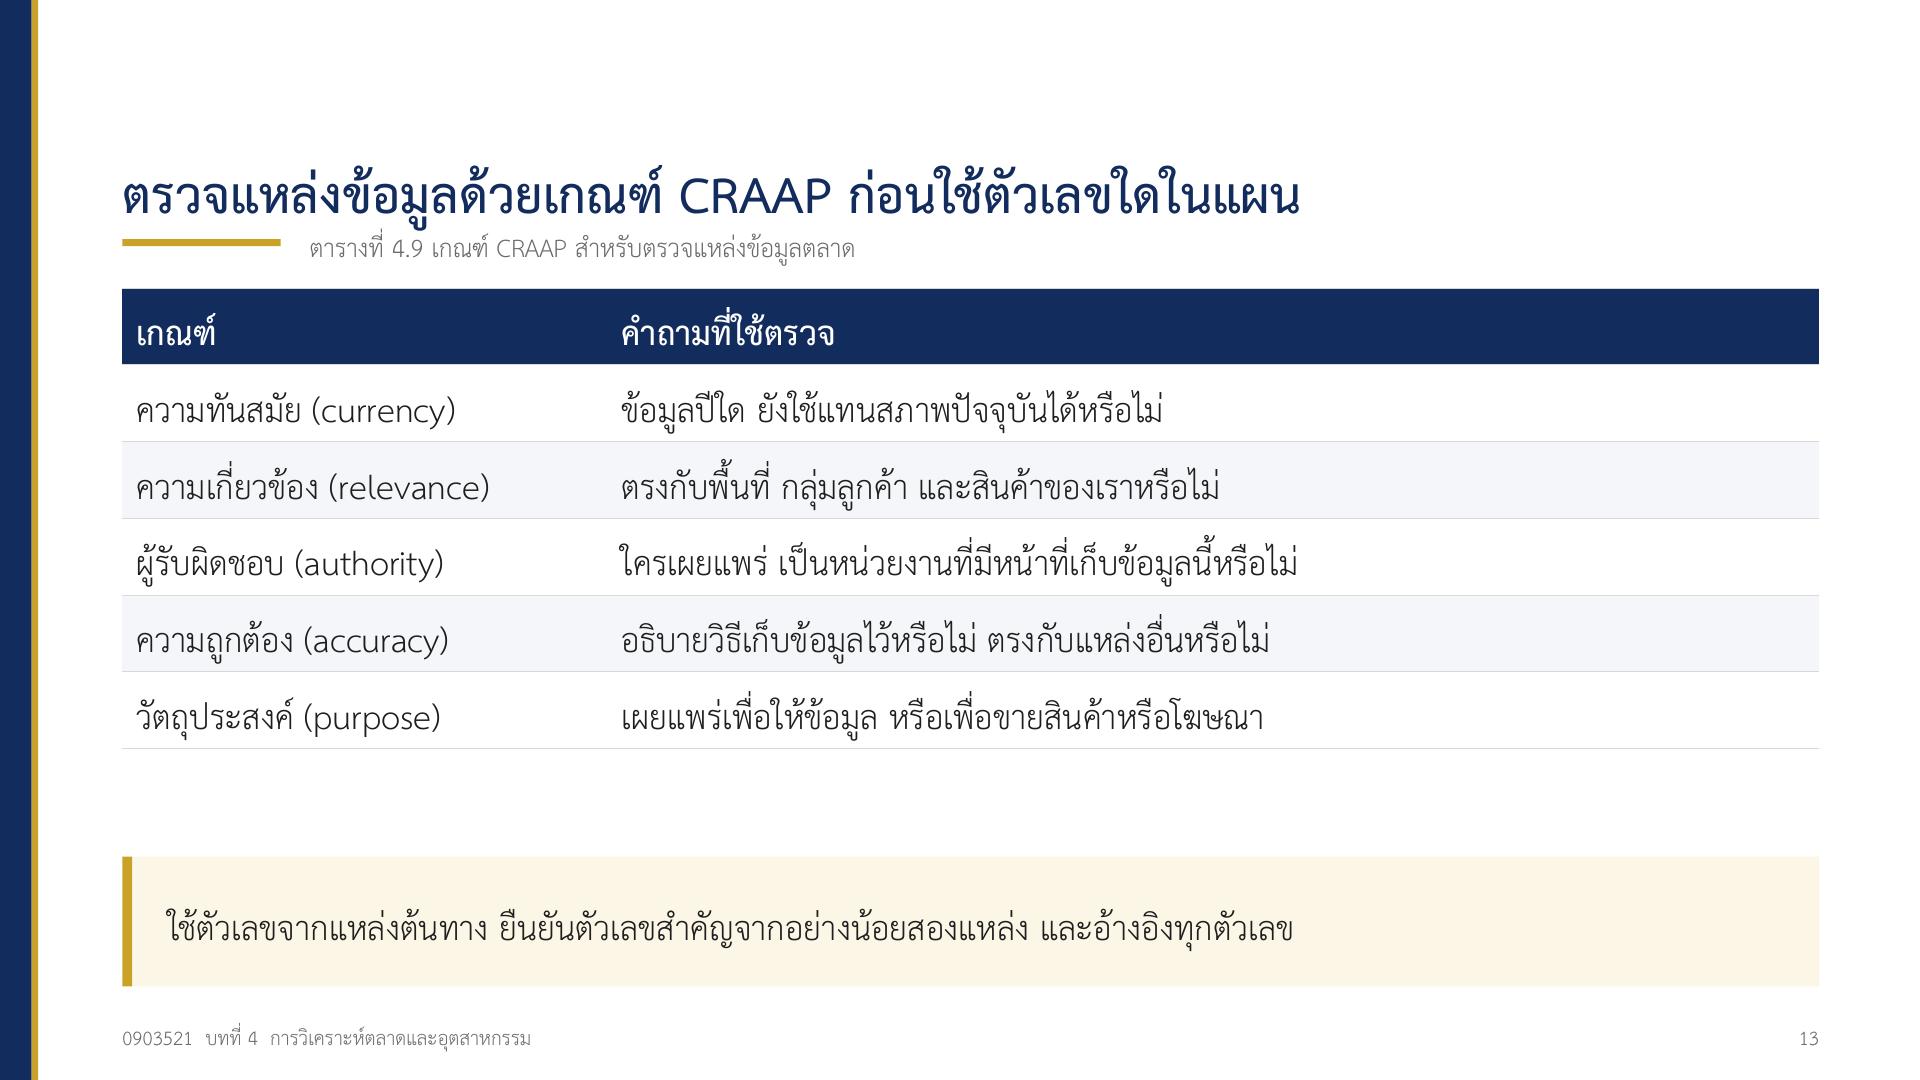 ตรวจแหล่งข้อมูลด้วยเกณฑ์ CRAAP ก่อนใช้ตัวเลขใดในแผน
ตารางที่ 4.9 เกณฑ์ CRAAP สำหรับตรวจแหล่งข้อมูลตลาด
เกณฑ์ คำถามที่ใช้ตรวจ
ความทันสมัย (currency) ข้อมูลปีใด ยังใช้แทนสภาพปัจจุบันได้หรือไม่
ความเกี่ยวข้อง (relevance) ตรงกับพื้นที่ กลุ่มลูกค้า และสินค้าของเราหรือไม่
ผู้รับผิดชอบ (authority) ใครเผยแพร่ เป็นหน่วยงานที่มีหน้าที่เก็บข้อมูลนี้หรือไม่
ความถูกต้อง (accuracy) อธิบายวิธีเก็บข้อมูลไว้หรือไม่ ตรงกับแหล่งอื่นหรือไม่
วัตถุประสงค์ (purpose) เผยแพร่เพื่อให้ข้อมูล หรือเพื่อขายสินค้าหรือโฆษณา
ใช้ตัวเลขจากแหล่งต้นทาง ยืนยันตัวเลขสำคัญจากอย่างน้อยสองแหล่ง และอ้างอิงทุกตัวเลข
0903521 บทที่ 4 การวิเคราะห์ตลาดและอุตสาหกรรม 13